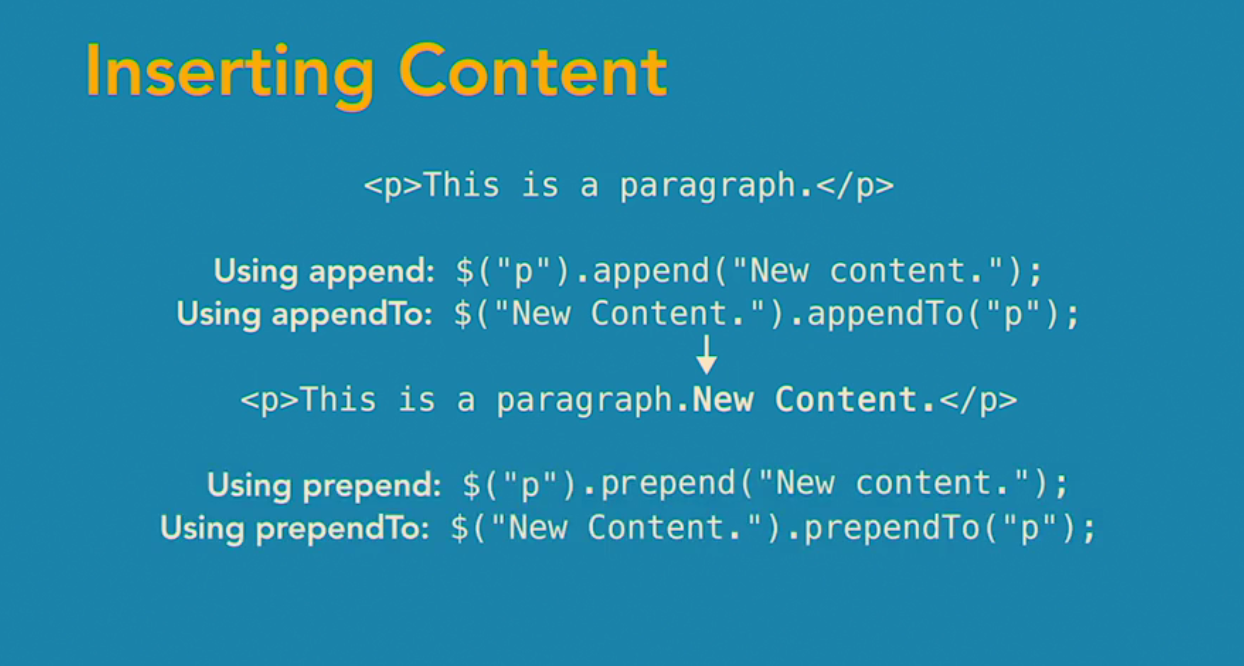 Inserting Content
<p>This is a paragraph.</p>
Using append: $("p").append("New content.");
Using appendTo: $("New Content.").appendTo("p");
<p>This is a paragraph.New Content.</p>
Using prepend: $("p").prepend("New content.");
Using prependTo: $("New Content.").prependTo("p");